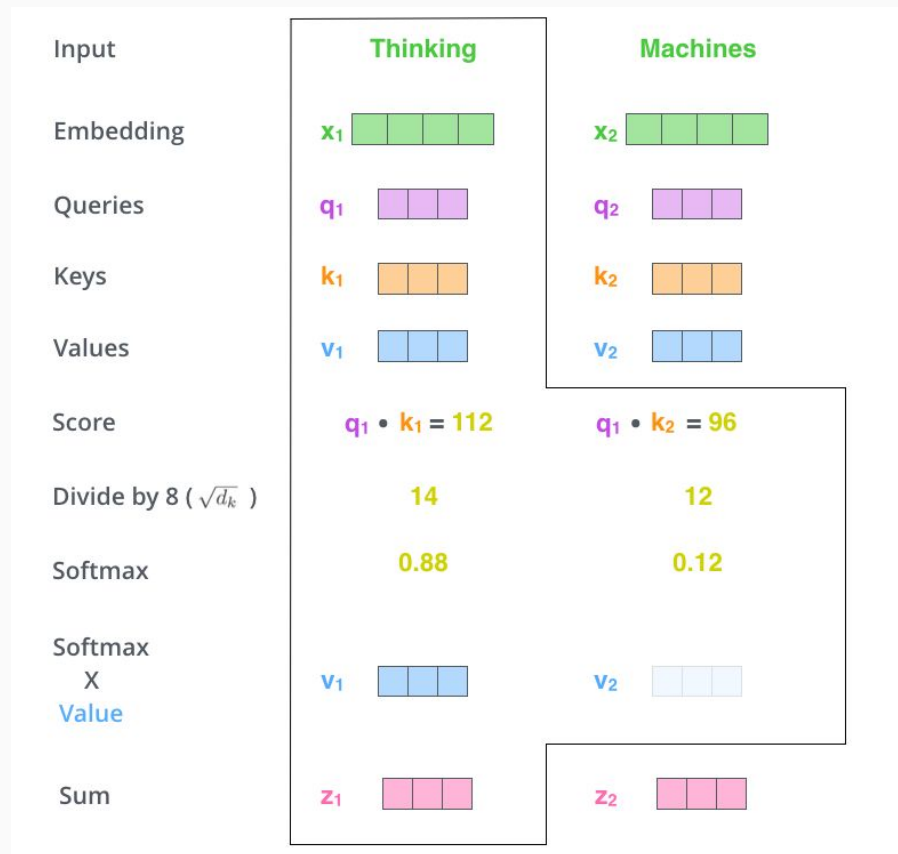 Input Thinking Machines
Embedding x₁ x₂
Queries q₁ q₂
Keys k₁ k₂
Values v₁ v₂
Score q₁ • k₁ = 112 q₁ • k₂ = 96
Divide by 8 ( √dₖ ) 14 12
Softmax 0.88 0.12
Softmax
X v₁ v₂
Value
Sum z₁ z₂